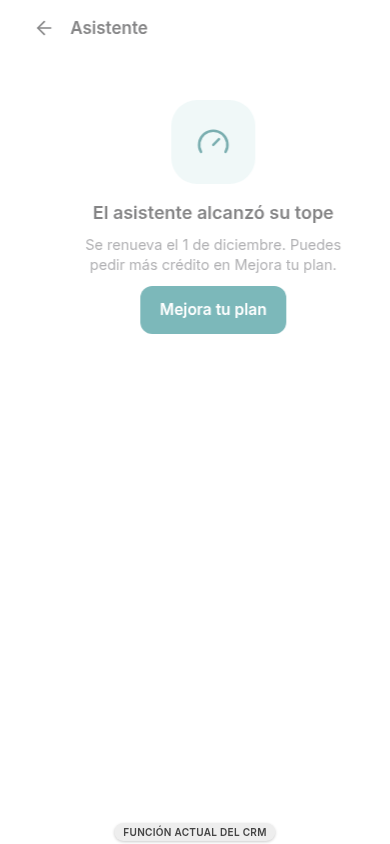 Asistente
El asistente alcanzó su tope
Se renueva el 1 de diciembre. Puedes
pedir más crédito en Mejora tu plan.
Mejora tu plan
FUNCIÓN ACTUAL DEL CRM